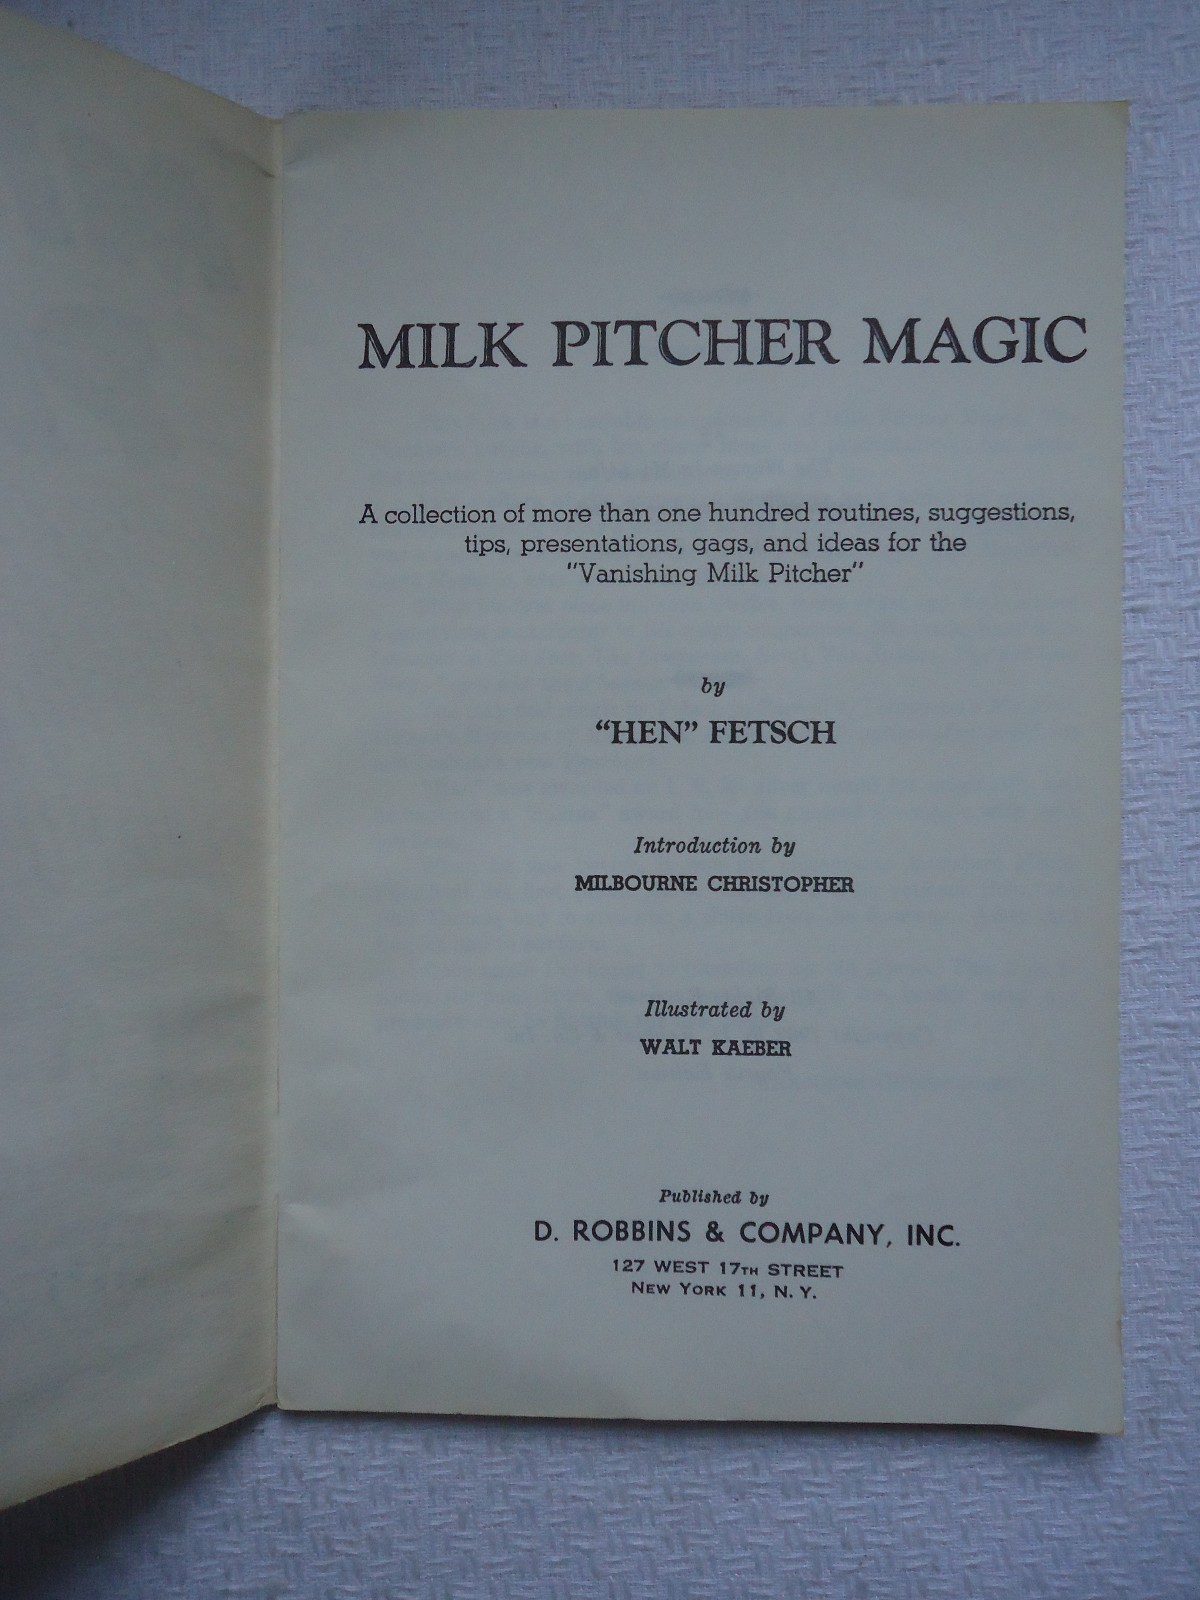 MILK PITCHER MAGIC
A collection of more than one hundred routines, suggestions,
tips, presentations, gags, and ideas for the
"Vanishing Milk Pitcher"
by
“HEN” FETSCH
Introduction by
MILBOURNE CHRISTOPHER
Illustrated by
WALT KAEBER
Published by
D. ROBBINS & COMPANY, INC.
127 WEST 17TH STREET
NEW YORK 11, N. Y.